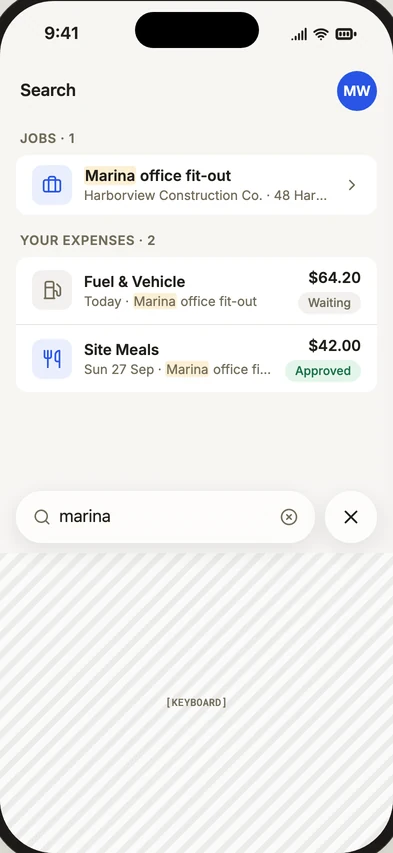 9:41
Search
MW
JOBS · 1
Marina office fit-out
Harborview Construction Co. · 48 Har...
YOUR EXPENSES · 2
Fuel & Vehicle
$64.20
Today · Marina office fit-out
Waiting
Site Meals
$42.00
Sun 27 Sep · Marina office fi...
Approved
marina
[KEYBOARD]